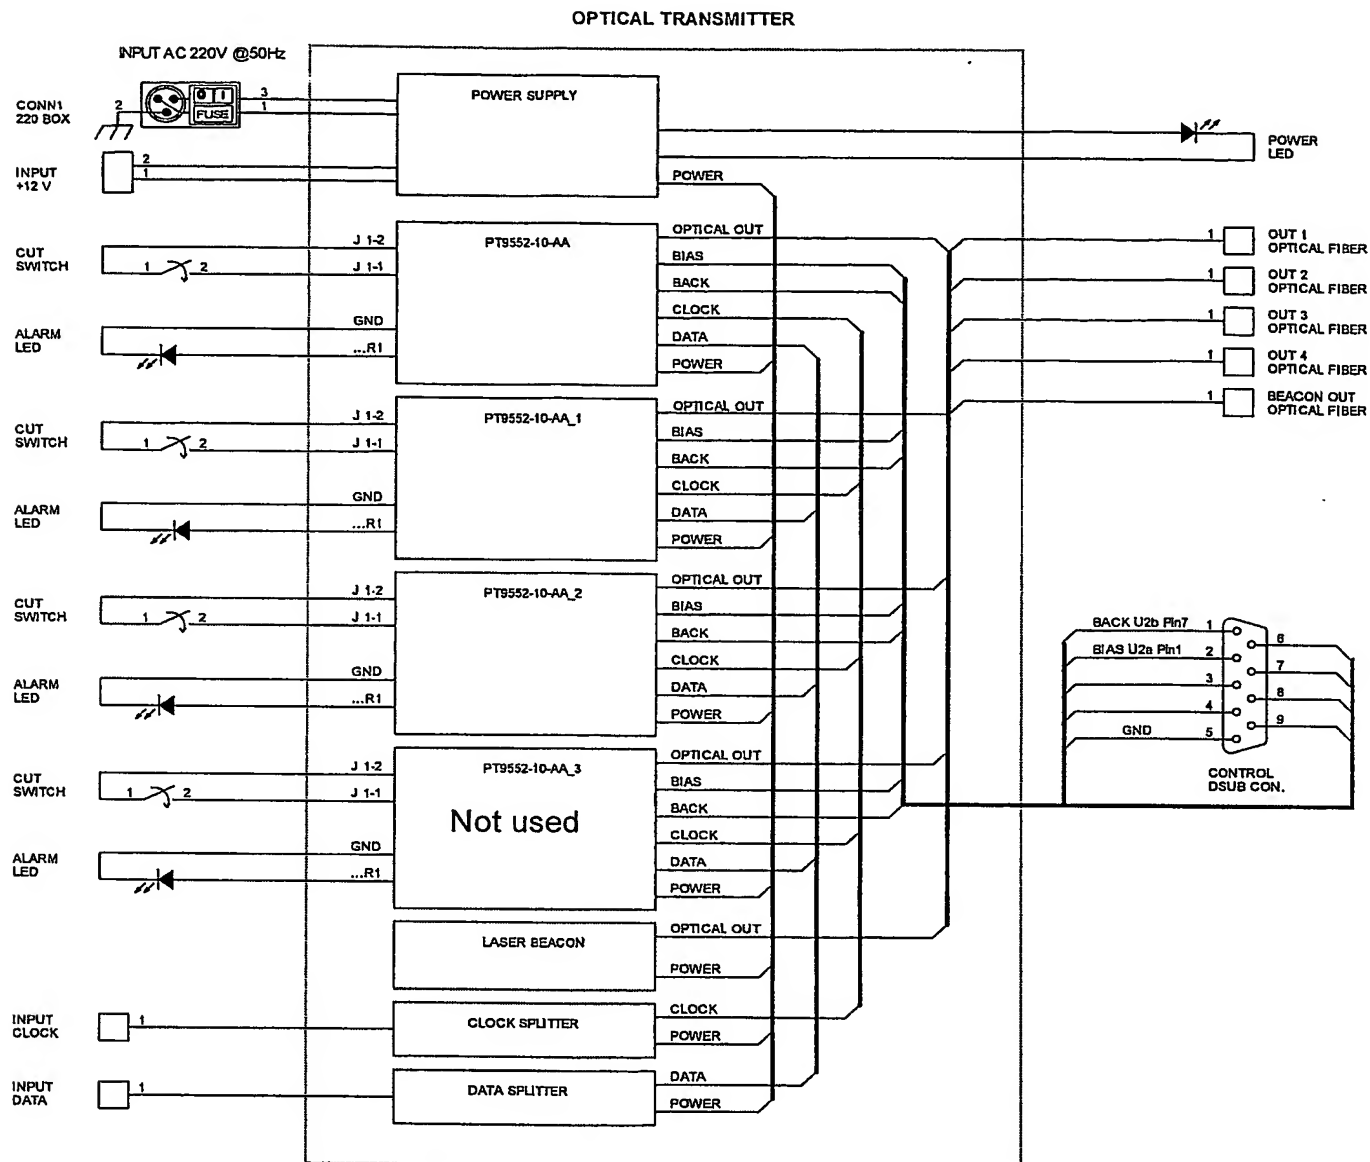 OPTICAL TRANSMITTER
INPUT AC 220V @50Hz
CONN1
220 BOX
2
0 1
FUSE
3
1
POWER SUPPLY
POWER
LED
INPUT
+12 V
2
1
POWER
CUT
SWITCH
1 2
J 1-2
J 1-1
PT9552-10-AA
OPTICAL OUT
BIAS
BACK
CLOCK
DATA
POWER
ALARM
LED
GND
...R1
1
OUT 1
OPTICAL FIBER
1
OUT 2
OPTICAL FIBER
1
OUT 3
OPTICAL FIBER
1
OUT 4
OPTICAL FIBER
1
BEACON OUT
OPTICAL FIBER
CUT
SWITCH
1 2
J 1-2
J 1-1
PT9552-10-AA_1
OPTICAL OUT
BIAS
BACK
CLOCK
DATA
POWER
ALARM
LED
GND
...R1
CUT
SWITCH
1 2
J 1-2
J 1-1
PT9552-10-AA_2
OPTICAL OUT
BIAS
BACK
CLOCK
DATA
POWER
ALARM
LED
GND
...R1
BACK U2b Pin7 1
BIAS U2a Pin1 2
3
4
GND 5
6
7
8
9
CONTROL
DSUB CON.
CUT
SWITCH
1 2
J 1-2
J 1-1
PT9552-10-AA_3
Not used
OPTICAL OUT
BIAS
BACK
CLOCK
DATA
POWER
ALARM
LED
GND
...R1
LASER BEACON
OPTICAL OUT
POWER
INPUT
CLOCK
1
CLOCK SPLITTER
CLOCK
POWER
INPUT
DATA
1
DATA SPLITTER
DATA
POWER